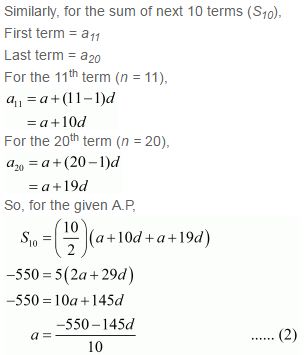 Similarly, for the sum of next 10 terms (S₁₀),
First term = a₁₁
Last term = a₂₀
For the 11th term (n = 11),
a₁₁ = a + (11 − 1)d
= a + 10d
For the 20th term (n = 20),
a₂₀ = a + (20 − 1)d
= a + 19d
So, for the given A.P,
S₁₀ = (10/2)(a + 10d + a + 19d)
−550 = 5(2a + 29d)
−550 = 10a + 145d
a = (−550 − 145d)/10 ...... (2)